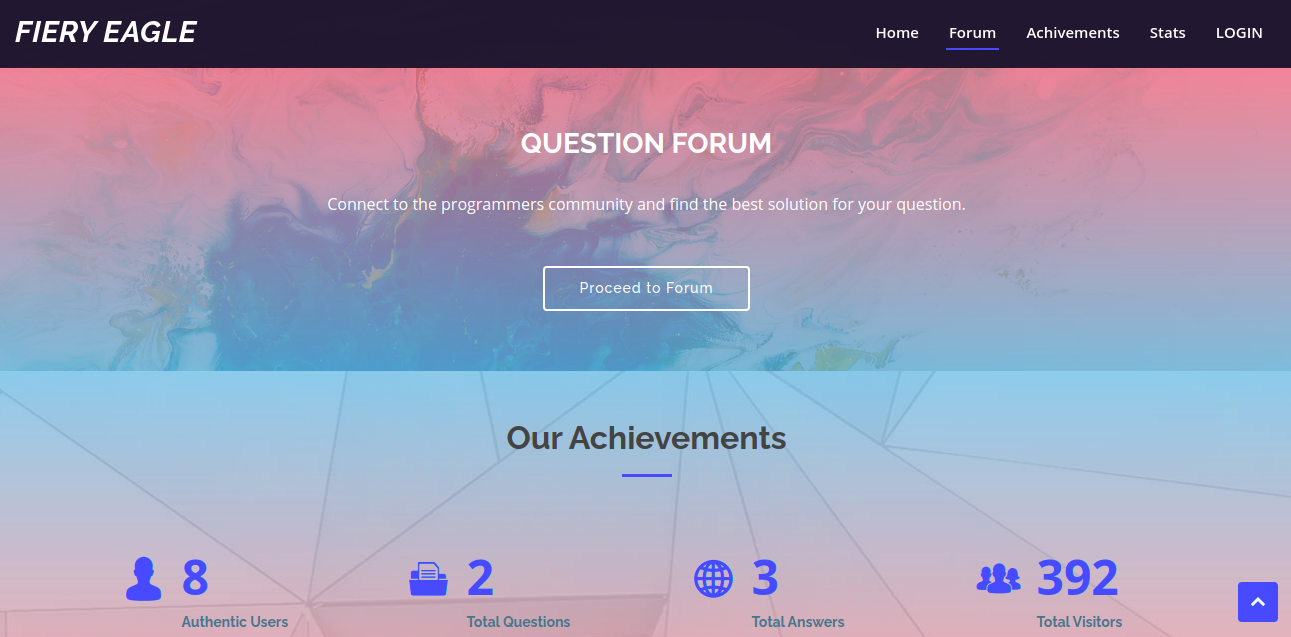 FIERY EAGLE
Home Forum Achivements Stats LOGIN
QUESTION FORUM
Connect to the programmers community and find the best solution for your question.
Proceed to Forum
Our Achievements
8 2 3 392
Authentic Users Total Questions Total Answers Total Visitors